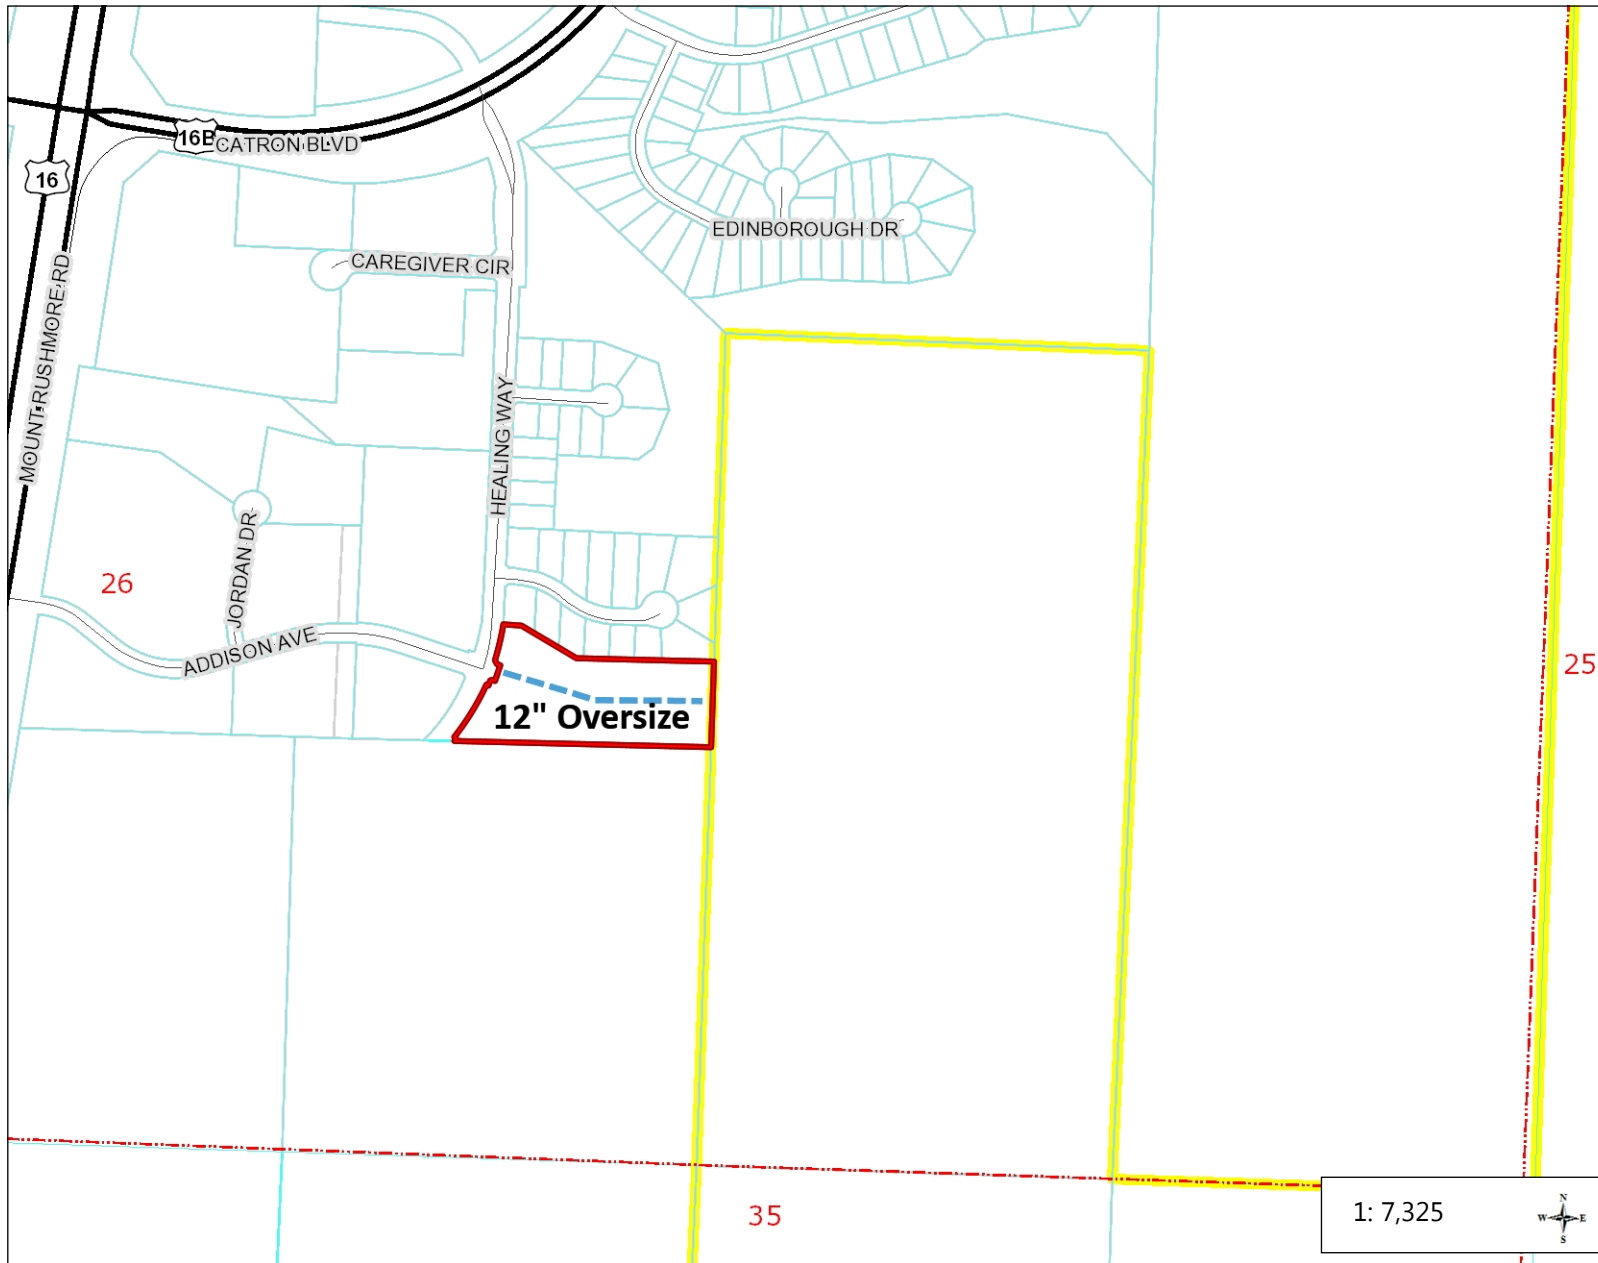 16B
CATRON BLVD
16
EDINBOROUGH DR
CAREGIVER CIR
MOUNT RUSHMORE RD
HEALING WAY
JORDAN DR
26
ADDISON AVE
25
12" Oversize
35
1: 7,325
N
W E
S